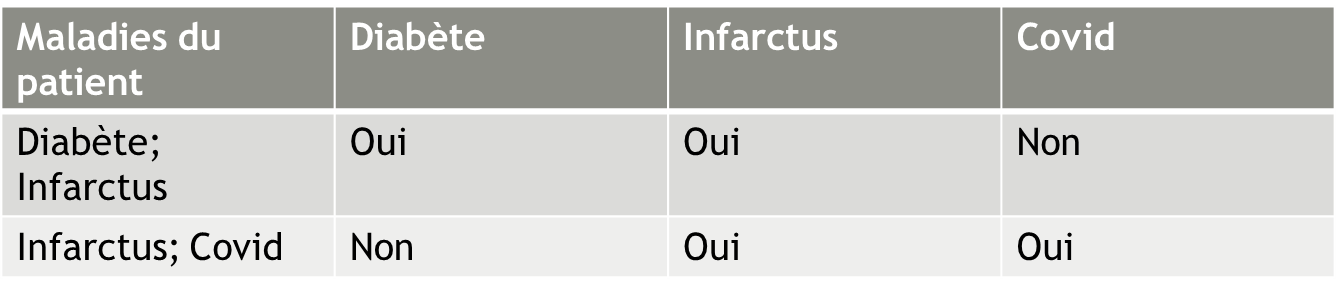 Maladies du patient Diabète Infarctus Covid
Diabète; Infarctus Oui Oui Non
Infarctus; Covid Non Oui Oui